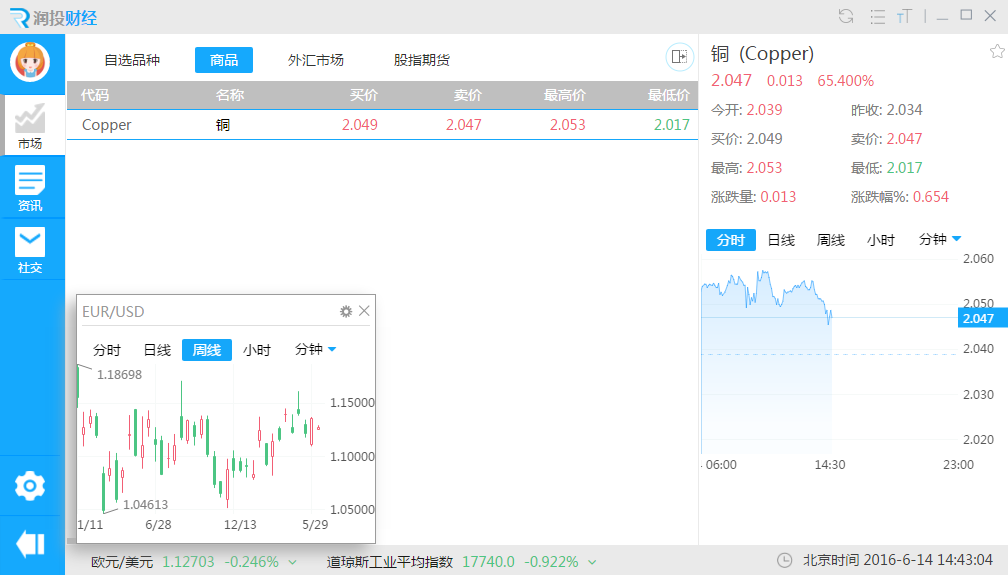 润投财经
TT
市场
资讯
社交
自选品种 商品 外汇市场 股指期货
代码 名称 买价 卖价 最高价 最低价
Copper 铜 2.049 2.047 2.053 2.017
铜 (Copper)
2.047 0.013 65.400%
今开: 2.039 昨收: 2.034
买价: 2.049 卖价: 2.047
最高: 2.053 最低: 2.017
涨跌量: 0.013 涨跌幅%: 0.654
分时 日线 周线 小时 分钟
2.060
2.050
2.047
2.040
2.030
2.020
06:00 14:30 23:00
EUR/USD
分时 日线 周线 小时 分钟
1.18698
1.15000
1.10000
1.04613
1.05000
1/11 6/28 12/13 5/29
欧元/美元 1.12703 -0.246% 道琼斯工业平均指数 17740.0 -0.922% 北京时间 2016-6-14 14:43:04